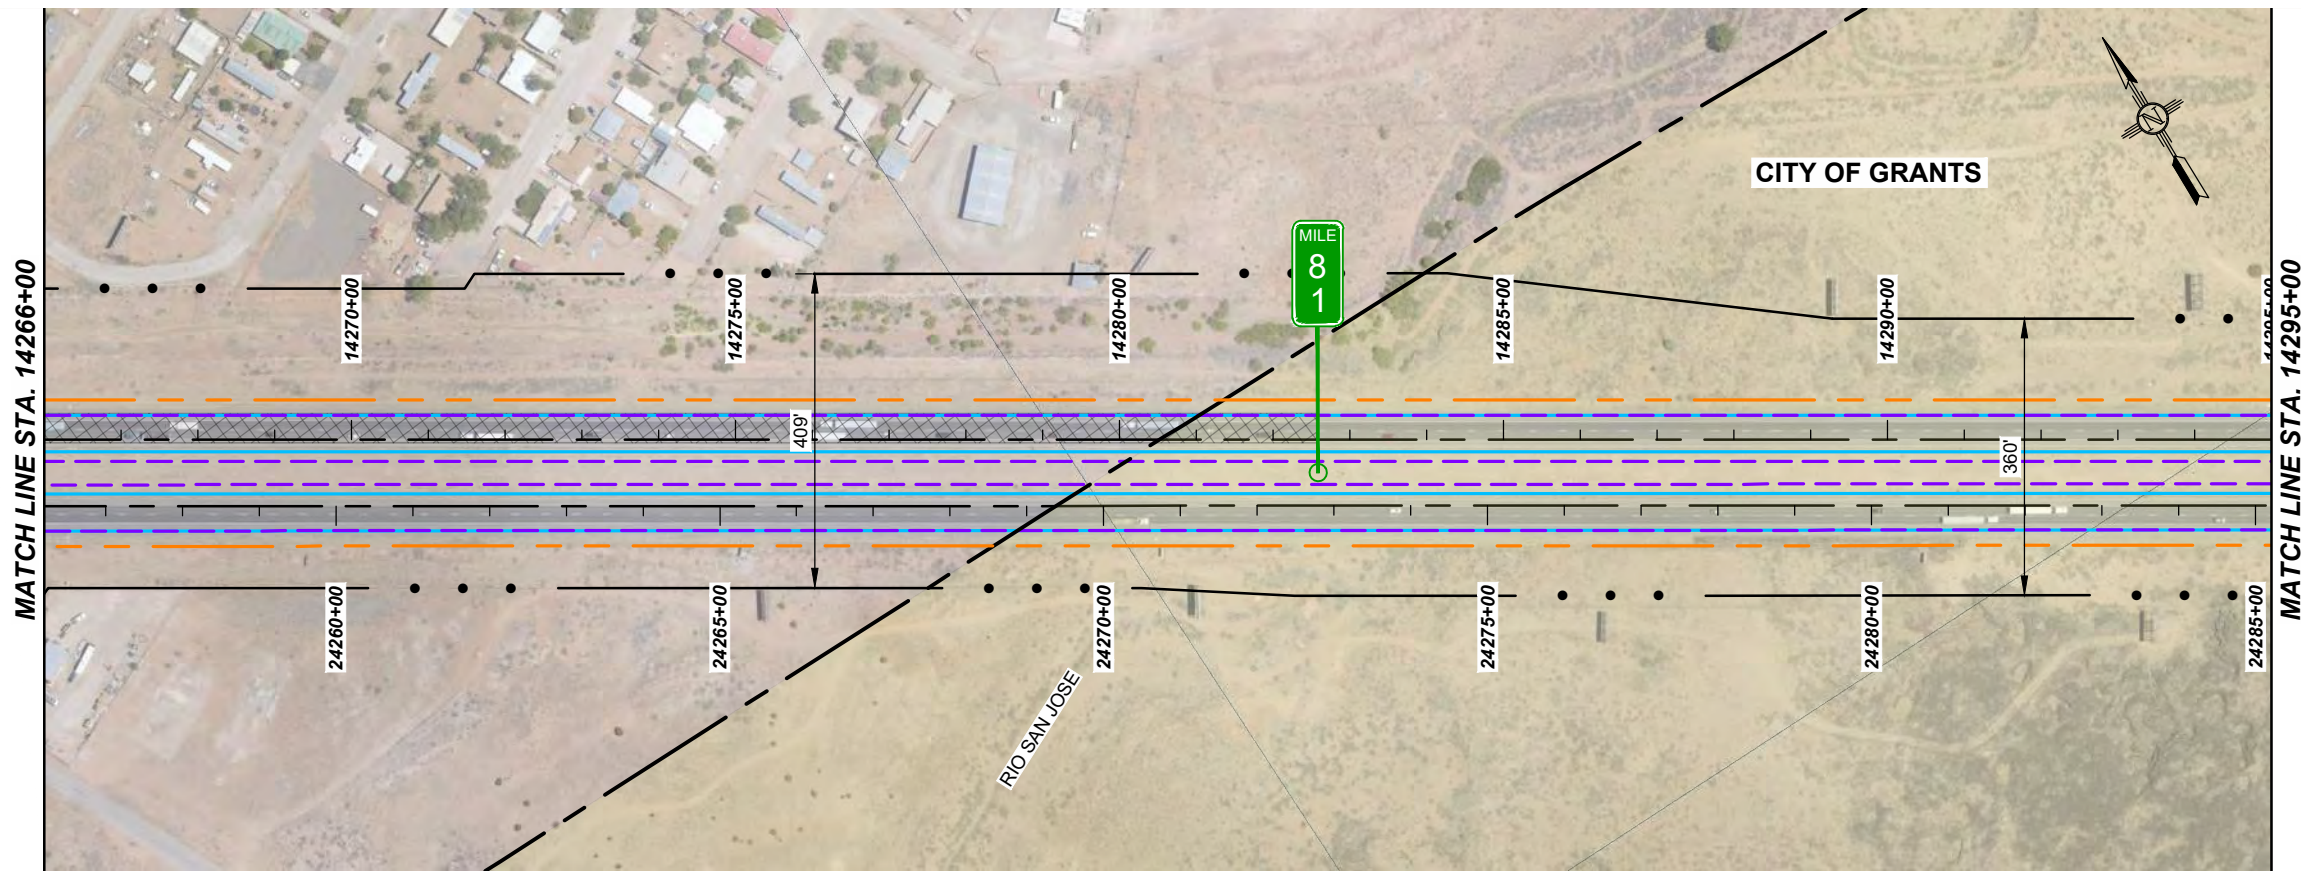 CITY OF GRANTS
N
MILE
8
1
MATCH LINE STA. 14266+00
14270+00
14275+00
14280+00
14285+00
14290+00
14295+00
MATCH LINE STA. 14295+00
409'
360'
24260+00
24265+00
24270+00
24275+00
24280+00
24285+00
RIO SAN JOSE